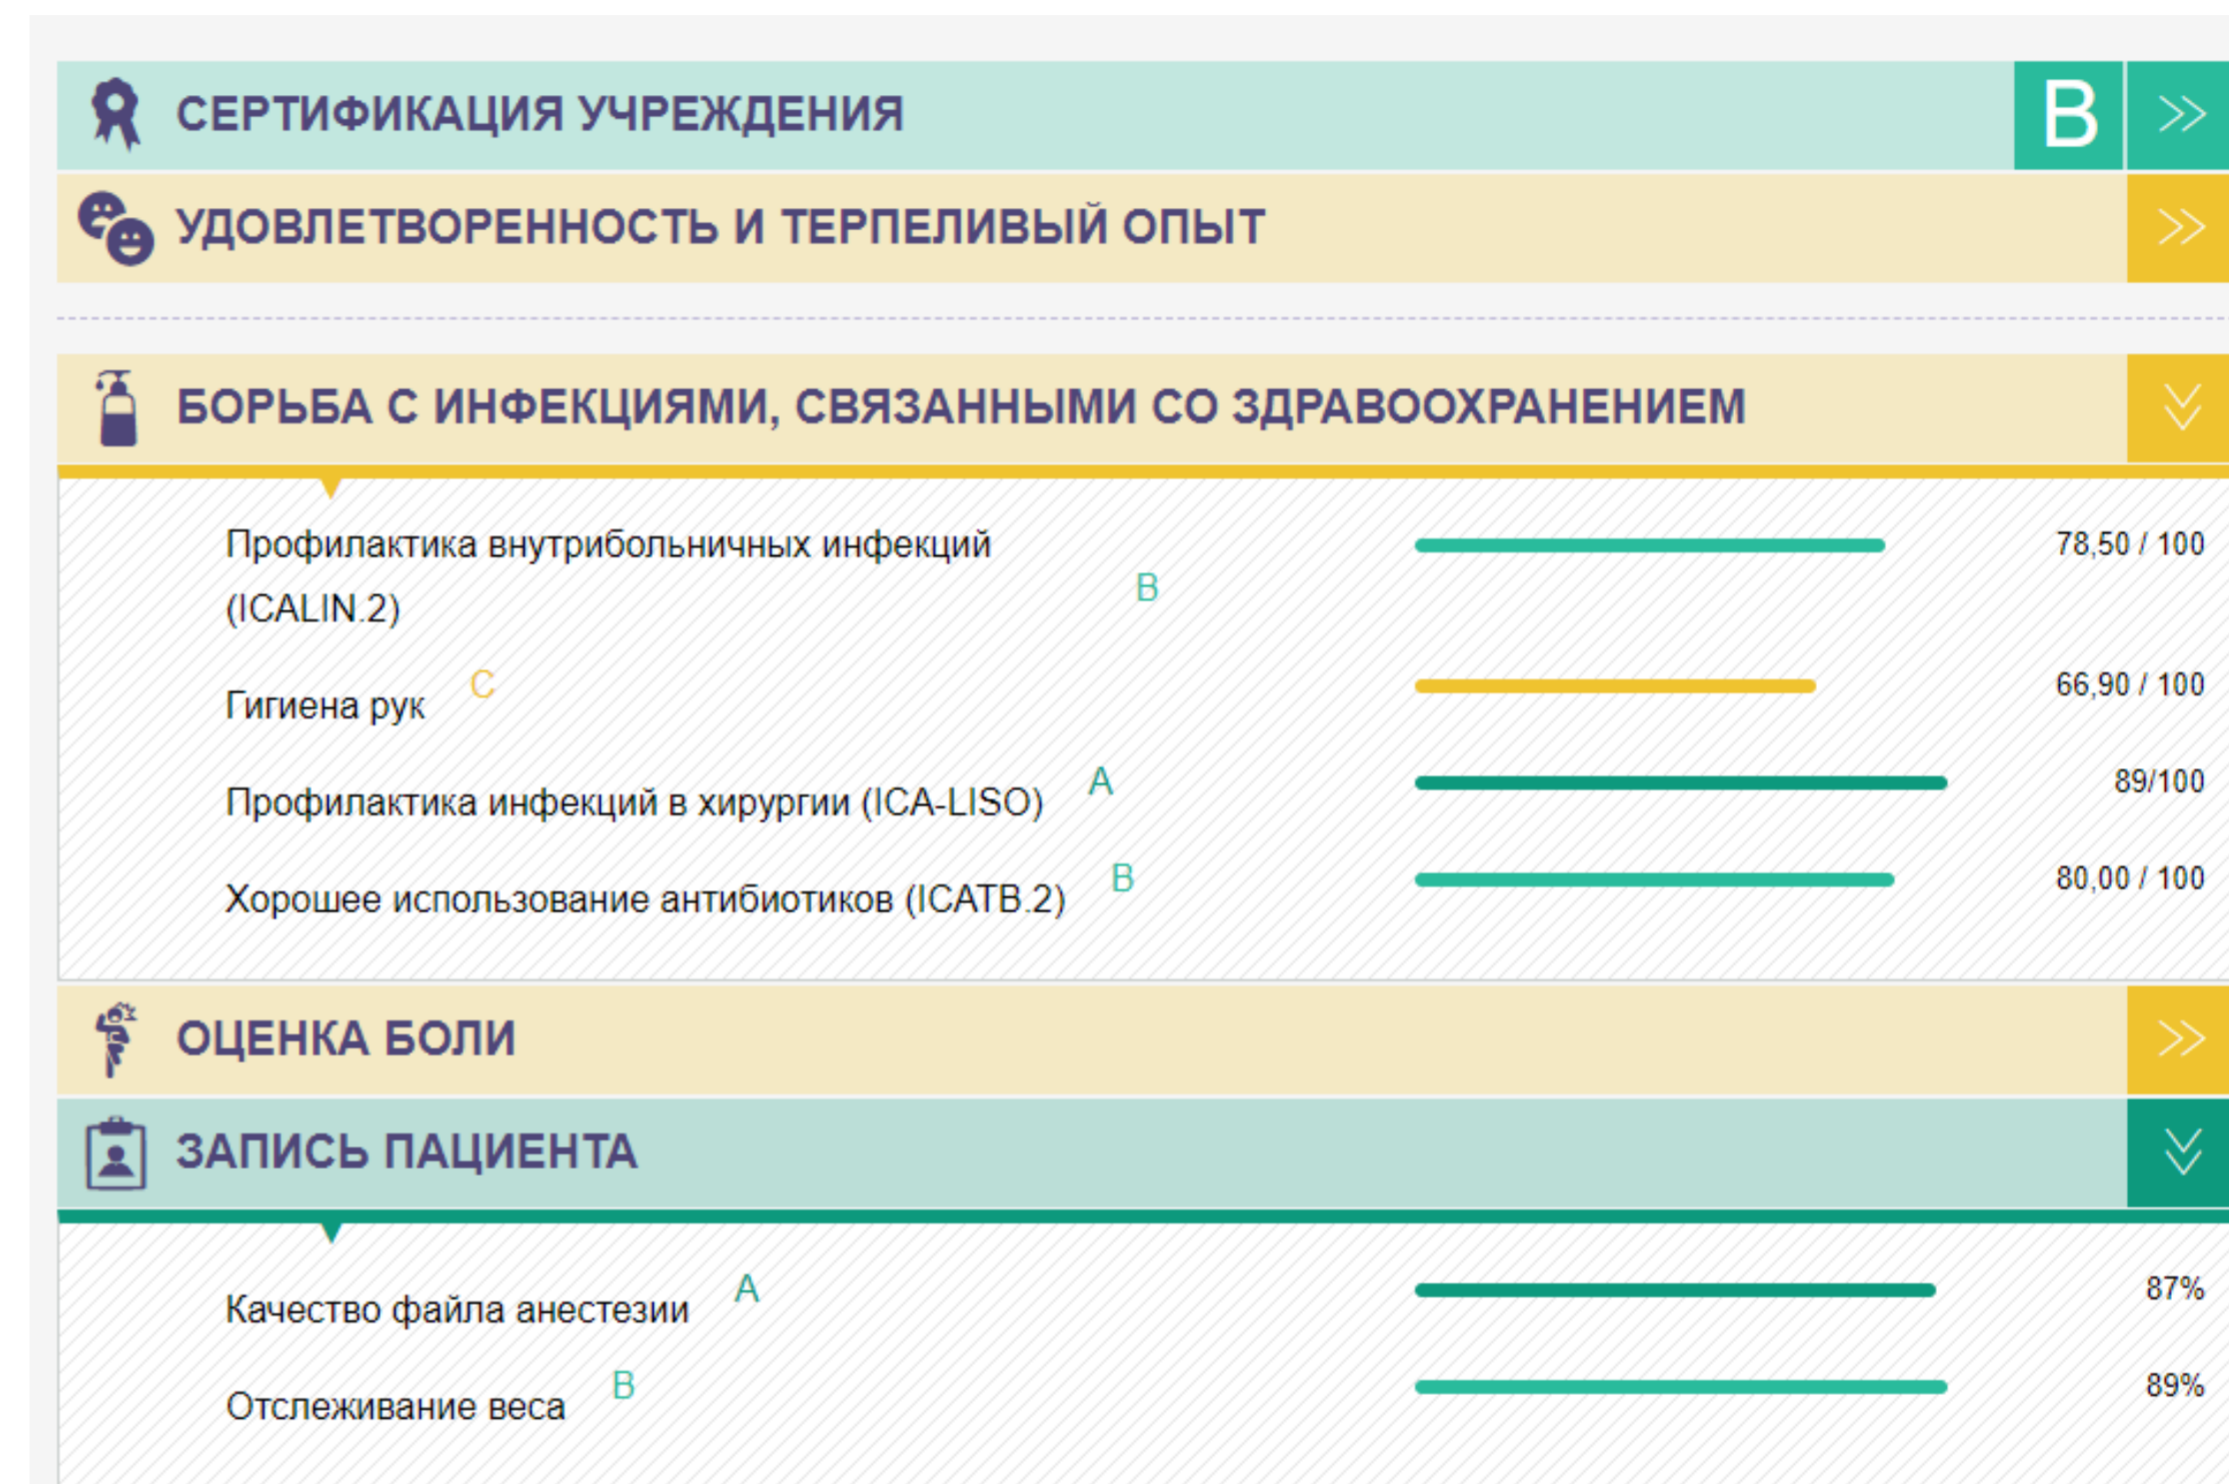 СЕРТИФИКАЦИЯ УЧРЕЖДЕНИЯ B
УДОВЛЕТВОРЕННОСТЬ И ТЕРПЕЛИВЫЙ ОПЫТ
БОРЬБА С ИНФЕКЦИЯМИ, СВЯЗАННЫМИ СО ЗДРАВООХРАНЕНИЕМ
Профилактика внутрибольничных инфекций
(ICALIN.2) B 78,50 / 100
Гигиена рук C 66,90 / 100
Профилактика инфекций в хирургии (ICA-LISO) A 89/100
Хорошее использование антибиотиков (ICATB.2) B 80,00 / 100
ОЦЕНКА БОЛИ
ЗАПИСЬ ПАЦИЕНТА
Качество файла анестезии A 87%
Отслеживание веса B 89%